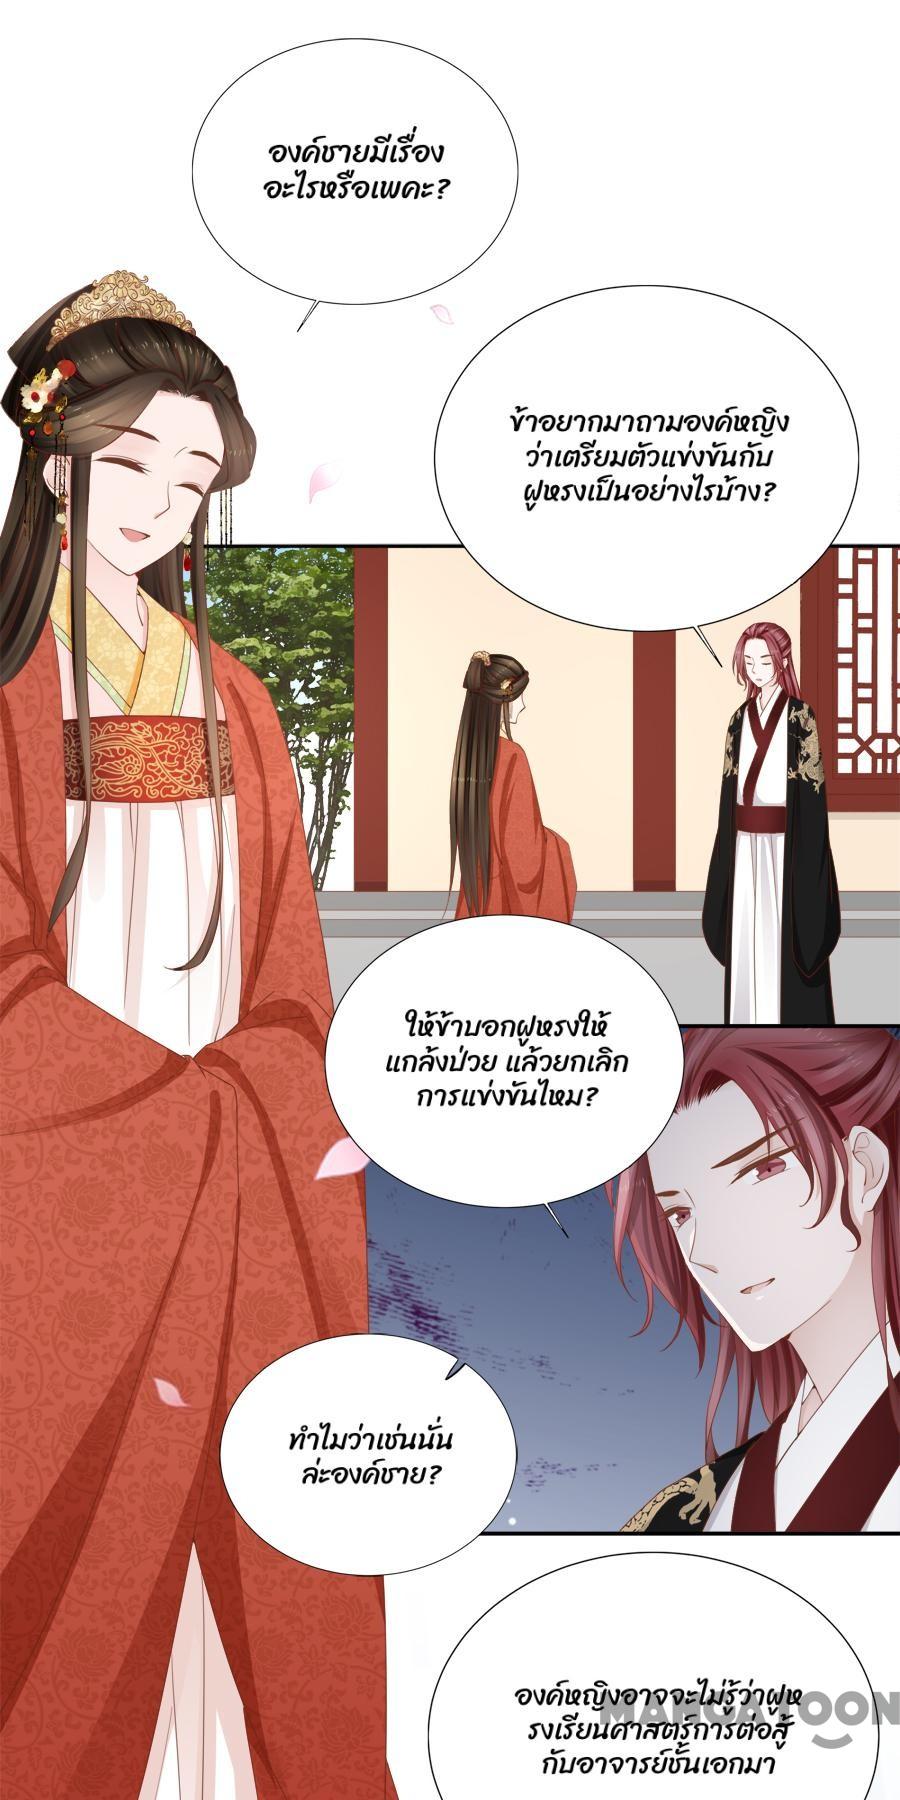 องค์ชายมีเรื่อง
อะไรหรือเพคะ?
ข้าอยากมาถามองค์หญิง
ว่าเตรียมตัวแข่งขันกับ
ฝูหรงเป็นอย่างไรบ้าง?
ให้ข้าบอกฝูหรงให้
แกล้งป่วย แล้วยกเลิก
การแข่งขันไหม?
ทำไมว่าเช่นนั่น
ล่ะองค์ชาย?
องค์หญิงอาจจะไม่รู้ว่าฝูห
รงเรียนศาสตร์การต่อสู้
กับอาจารย์ชั้นเอกมา
MANGATOON